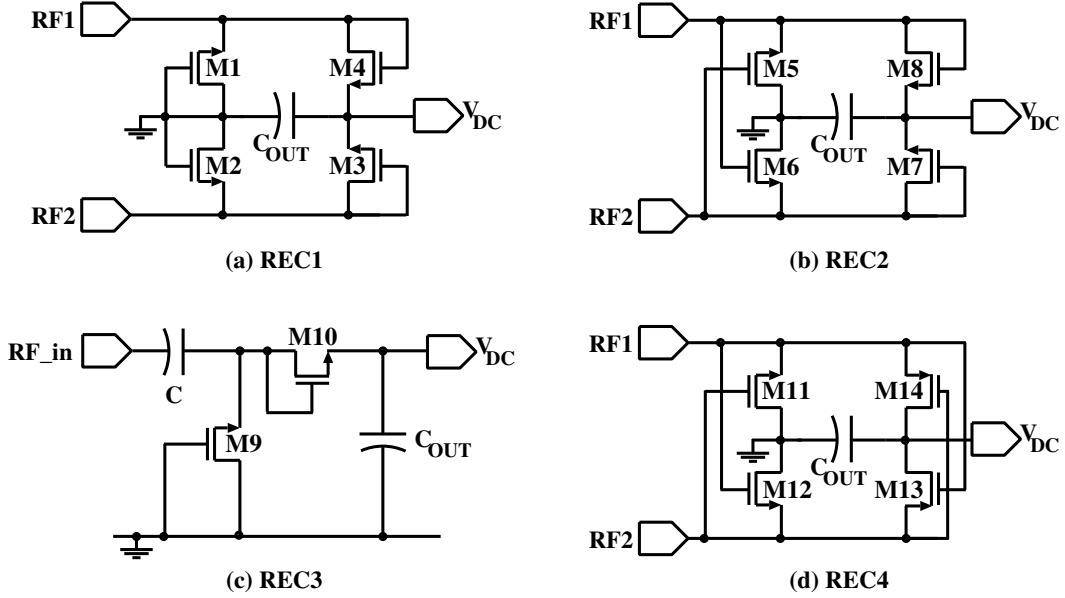 RF1
M1
M4
V_DC
C_OUT
M2
M3
RF2
(a) REC1
RF1
M5
M8
V_DC
C_OUT
M6
M7
RF2
(b) REC2
RF_in
C
M10
V_DC
M9
C_OUT
(c) REC3
RF1
M11
M14
V_DC
C_OUT
M12
M13
RF2
(d) REC4